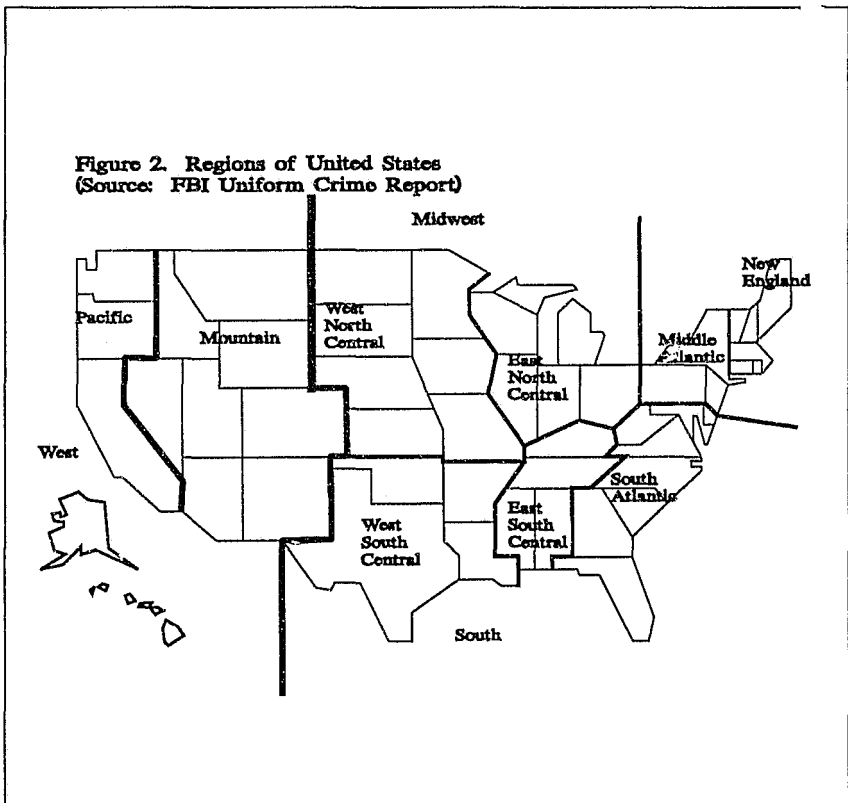 Figure 2. Regions of United States
(Source: FBI Uniform Crime Report)
Midwest
New
England
Pacific
Mountain
West
North
Central
Middle
Atlantic
East
North
Central
West
South
Atlantic
West
South
Central
East
South
Central
South